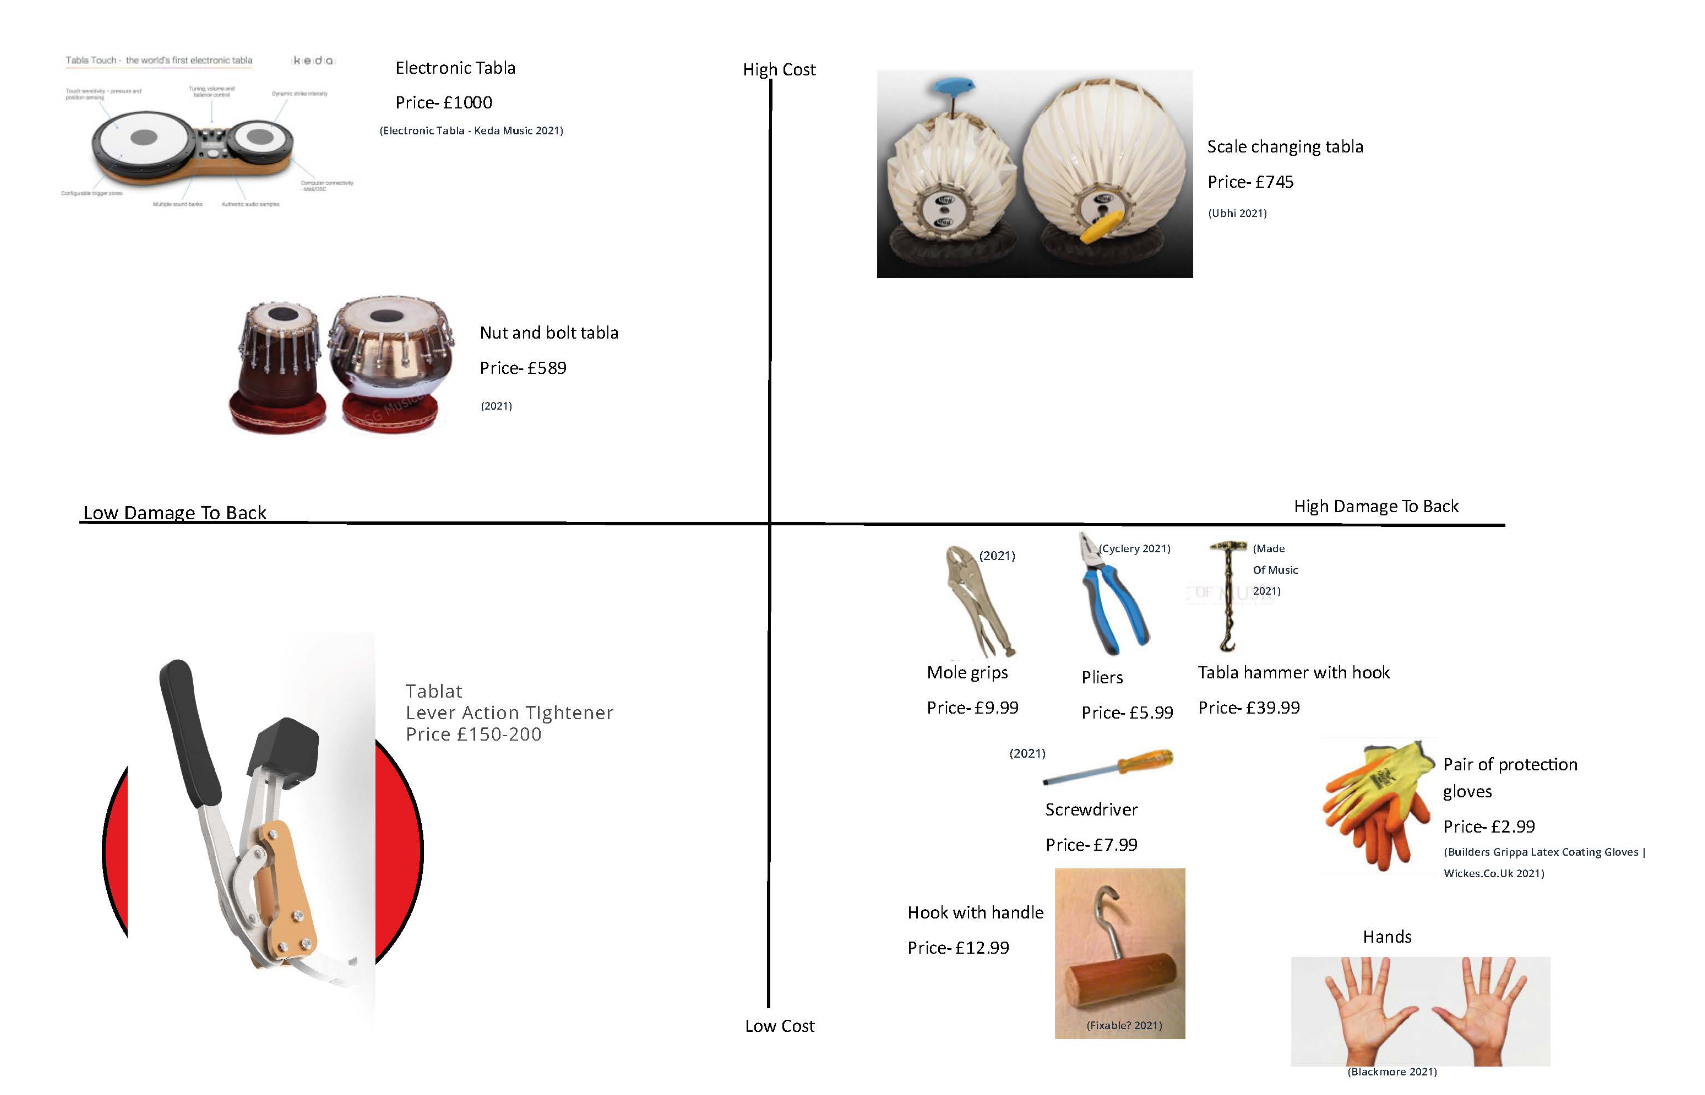 Tabla Touch - the world's first electronic tabla
keda
Touch sensitivity - pressure and
position sensing
Tuning, volume and
balance control
Dynamic strike intensity
Configurable trigger zones
Multiple sound banks
Authentic audio samples
Computer connectivity
- Midi/OSC
Electronic Tabla
Price- £1000
(Electronic Tabla - Keda Music 2021)
High Cost
Scale changing tabla
Price- £745
(Ubhi 2021)
Nut and bolt tabla
Price- £589
(2021)
SG Musical
Low Damage To Back
High Damage To Back
(2021)
Mole grips
Price- £9.99
(Cyclery 2021)
Pliers
Price- £5.99
(Made
Of Music
2021)
OF MUSIC
Tabla hammer with hook
Price- £39.99
Tablat
Lever Action TIghtener
Price £150-200
(2021)
Screwdriver
Price- £7.99
Pair of protection
gloves
Price- £2.99
(Builders Grippa Latex Coating Gloves |
Wickes.Co.Uk 2021)
Hook with handle
Price- £12.99
(Fixable? 2021)
Hands
(Blackmore 2021)
Low Cost